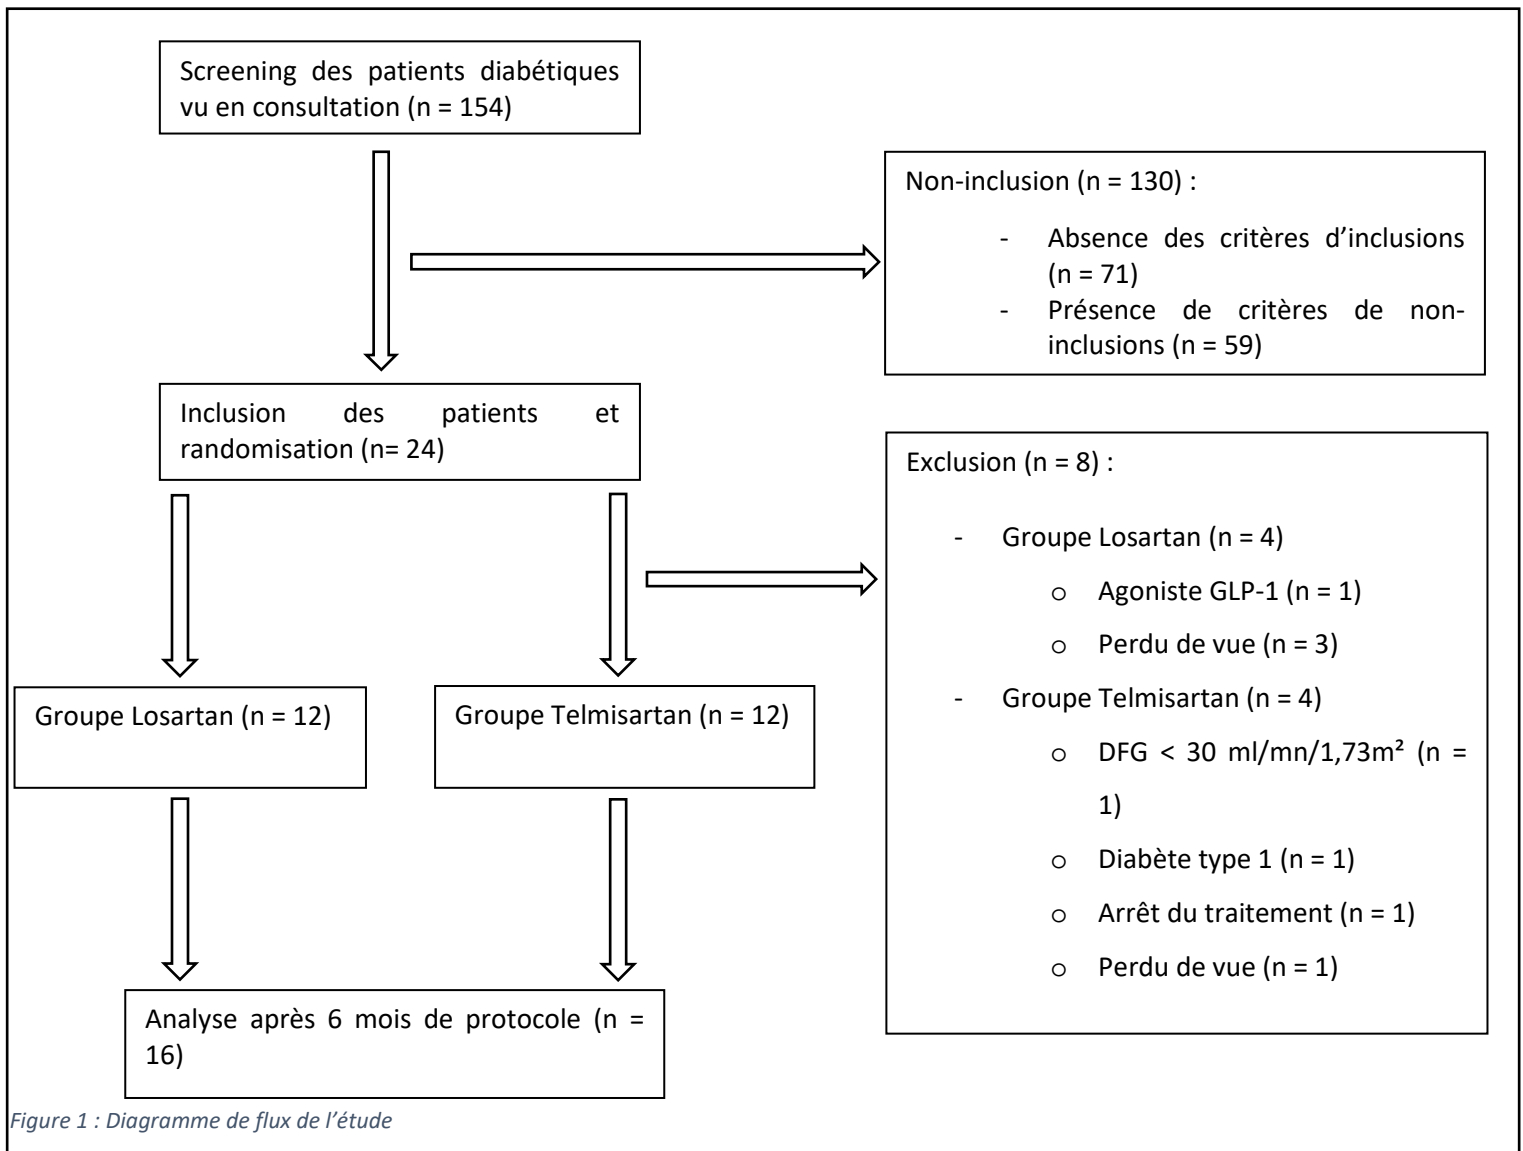 Screening des patients diabétiques
vu en consultation (n = 154)
Non-inclusion (n = 130) :
- Absence des critères d’inclusions
(n = 71)
- Présence de critères de non-
inclusions (n = 59)
Inclusion des patients et
randomisation (n= 24)
Exclusion (n = 8) :
- Groupe Losartan (n = 4)
o Agoniste GLP-1 (n = 1)
o Perdu de vue (n = 3)
- Groupe Telmisartan (n = 4)
o DFG < 30 ml/mn/1,73m² (n =
1)
o Diabète type 1 (n = 1)
o Arrêt du traitement (n = 1)
o Perdu de vue (n = 1)
Groupe Losartan (n = 12)
Groupe Telmisartan (n = 12)
Analyse après 6 mois de protocole (n =
16)
Figure 1 : Diagramme de flux de l’étude